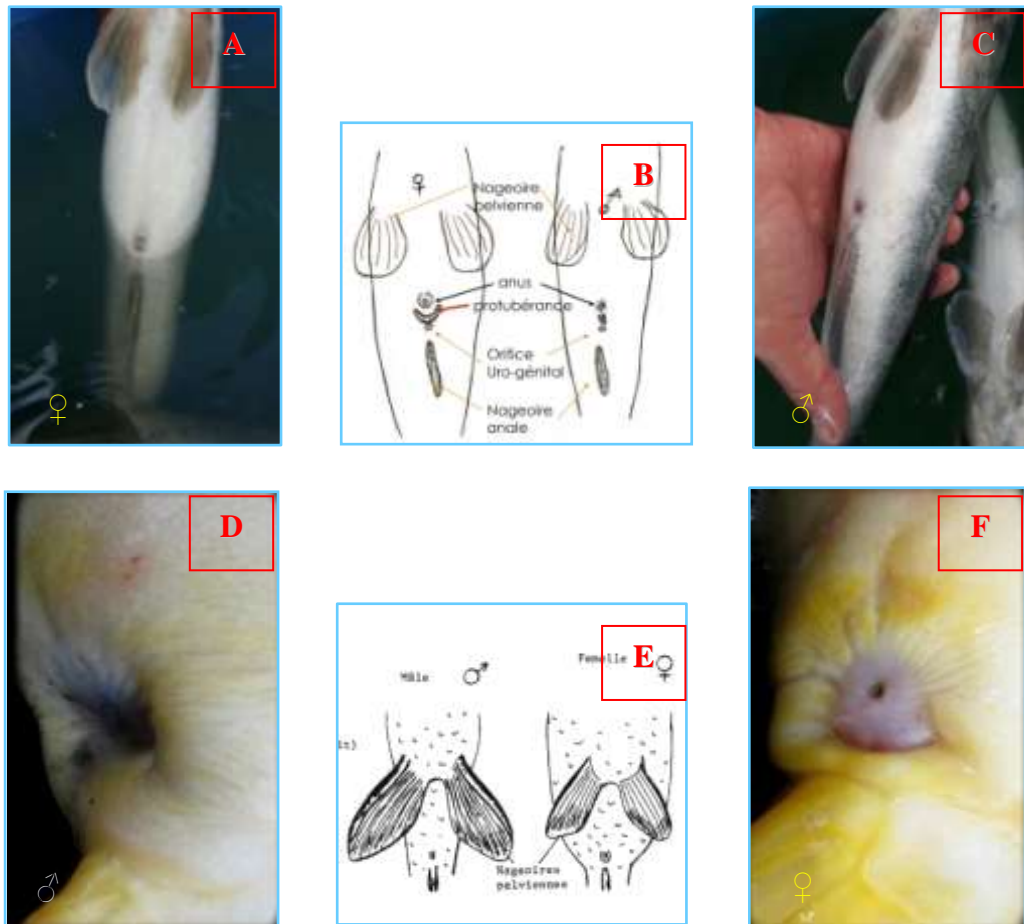 A
B
C
♀
♂
Nageoire
pelvienne
anus
protubérance
Orifice
Uro-génital
Nageoire
anale
♀
♂
D
E
F
Mâle
♂
Femelle
♀
Nageoires
pelviennes
♂
♀